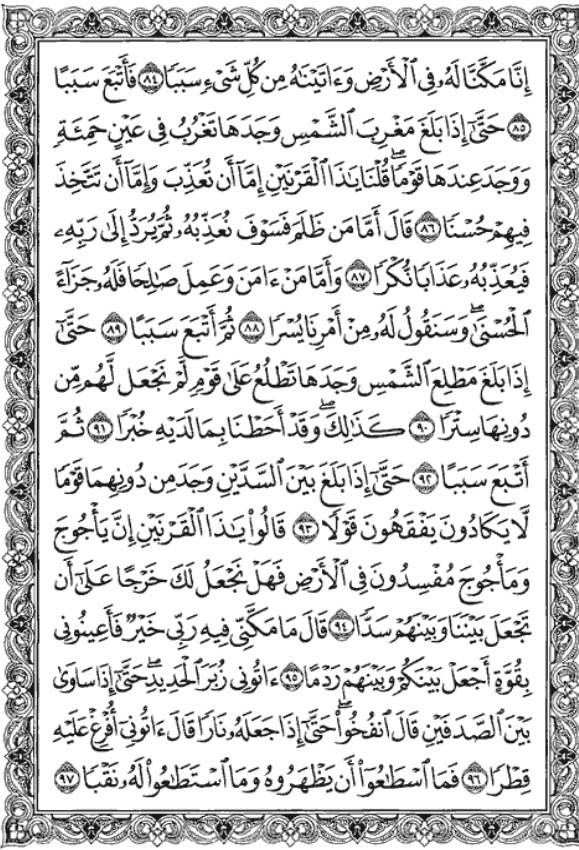 إِنَّا مَكَّنَّا لَهُۥ فِى ٱلْأَرْضِ وَءَاتَيْنَٰهُ مِن كُلِّ شَىْءٍ سَبَبًا ٨٤ فَأَتْبَعَ سَبَبًا
٨٥ حَتَّىٰٓ إِذَا بَلَغَ مَغْرِبَ ٱلشَّمْسِ وَجَدَهَا تَغْرُبُ فِى عَيْنٍ حَمِئَةٍ
وَوَجَدَ عِندَهَا قَوْمًا ۗ قُلْنَا يَٰذَا ٱلْقَرْنَيْنِ إِمَّآ أَن تُعَذِّبَ وَإِمَّآ أَن تَتَّخِذَ
فِيهِمْ حُسْنًا ٨٦ قَالَ أَمَّا مَن ظَلَمَ فَسَوْفَ نُعَذِّبُهُۥ ثُمَّ يُرَدُّ إِلَىٰ رَبِّهِۦ
فَيُعَذِّبُهُۥ عَذَابًا نُّكْرًا ٨٧ وَأَمَّا مَنْ ءَامَنَ وَعَمِلَ صَٰلِحًا فَلَهُۥ جَزَآءً
ٱلْحُسْنَىٰ ۖ وَسَنَقُولُ لَهُۥ مِنْ أَمْرِنَا يُسْرًا ٨٨ ثُمَّ أَتْبَعَ سَبَبًا ٨٩ حَتَّىٰٓ
إِذَا بَلَغَ مَطْلِعَ ٱلشَّمْسِ وَجَدَهَا تَطْلُعُ عَلَىٰ قَوْمٍ لَّمْ نَجْعَل لَّهُم مِّن
دُونِهَا سِتْرًا ٩٠ كَذَٰلِكَ ۖ وَقَدْ أَحَطْنَا بِمَا لَدَيْهِ خُبْرًا ٩١ ثُمَّ
أَتْبَعَ سَبَبًا ٩٢ حَتَّىٰٓ إِذَا بَلَغَ بَيْنَ ٱلسَّدَّيْنِ وَجَدَ مِن دُونِهِمَا قَوْمًا
لَّا يَكَادُونَ يَفْقَهُونَ قَوْلًا ٩٣ قَالُوا۟ يَٰذَا ٱلْقَرْنَيْنِ إِنَّ يَأْجُوجَ
وَمَأْجُوجَ مُفْسِدُونَ فِى ٱلْأَرْضِ فَهَلْ نَجْعَلُ لَكَ خَرْجًا عَلَىٰٓ أَن
تَجْعَلَ بَيْنَنَا وَبَيْنَهُمْ سَدًّا ٩٤ قَالَ مَا مَكَّنِّى فِيهِ رَبِّى خَيْرٌ فَأَعِينُونِى
بِقُوَّةٍ أَجْعَلْ بَيْنَكُمْ وَبَيْنَهُمْ رَدْمًا ٩٥ ءَاتُونِى زُبَرَ ٱلْحَدِيدِ ۖ حَتَّىٰٓ إِذَا سَاوَىٰ
بَيْنَ ٱلصَّدَفَيْنِ قَالَ ٱنفُخُوا۟ ۖ حَتَّىٰٓ إِذَا جَعَلَهُۥ نَارًا قَالَ ءَاتُونِىٓ أُفْرِغْ عَلَيْهِ
قِطْرًا ٩٦ فَمَا ٱسْطَٰعُوٓا۟ أَن يَظْهَرُوهُ وَمَا ٱسْتَطَٰعُوا۟ لَهُۥ نَقْبًا ٩٧